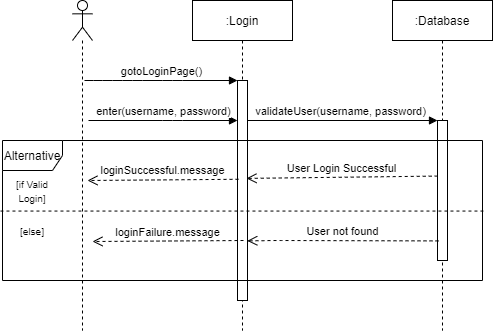 :Login
:Database
gotoLoginPage()
enter(username, password)
validateUser(username, password)
Alternative
loginSuccessful.message
User Login Successful
[if Valid
Login]
[else]
loginFailure.message
User not found